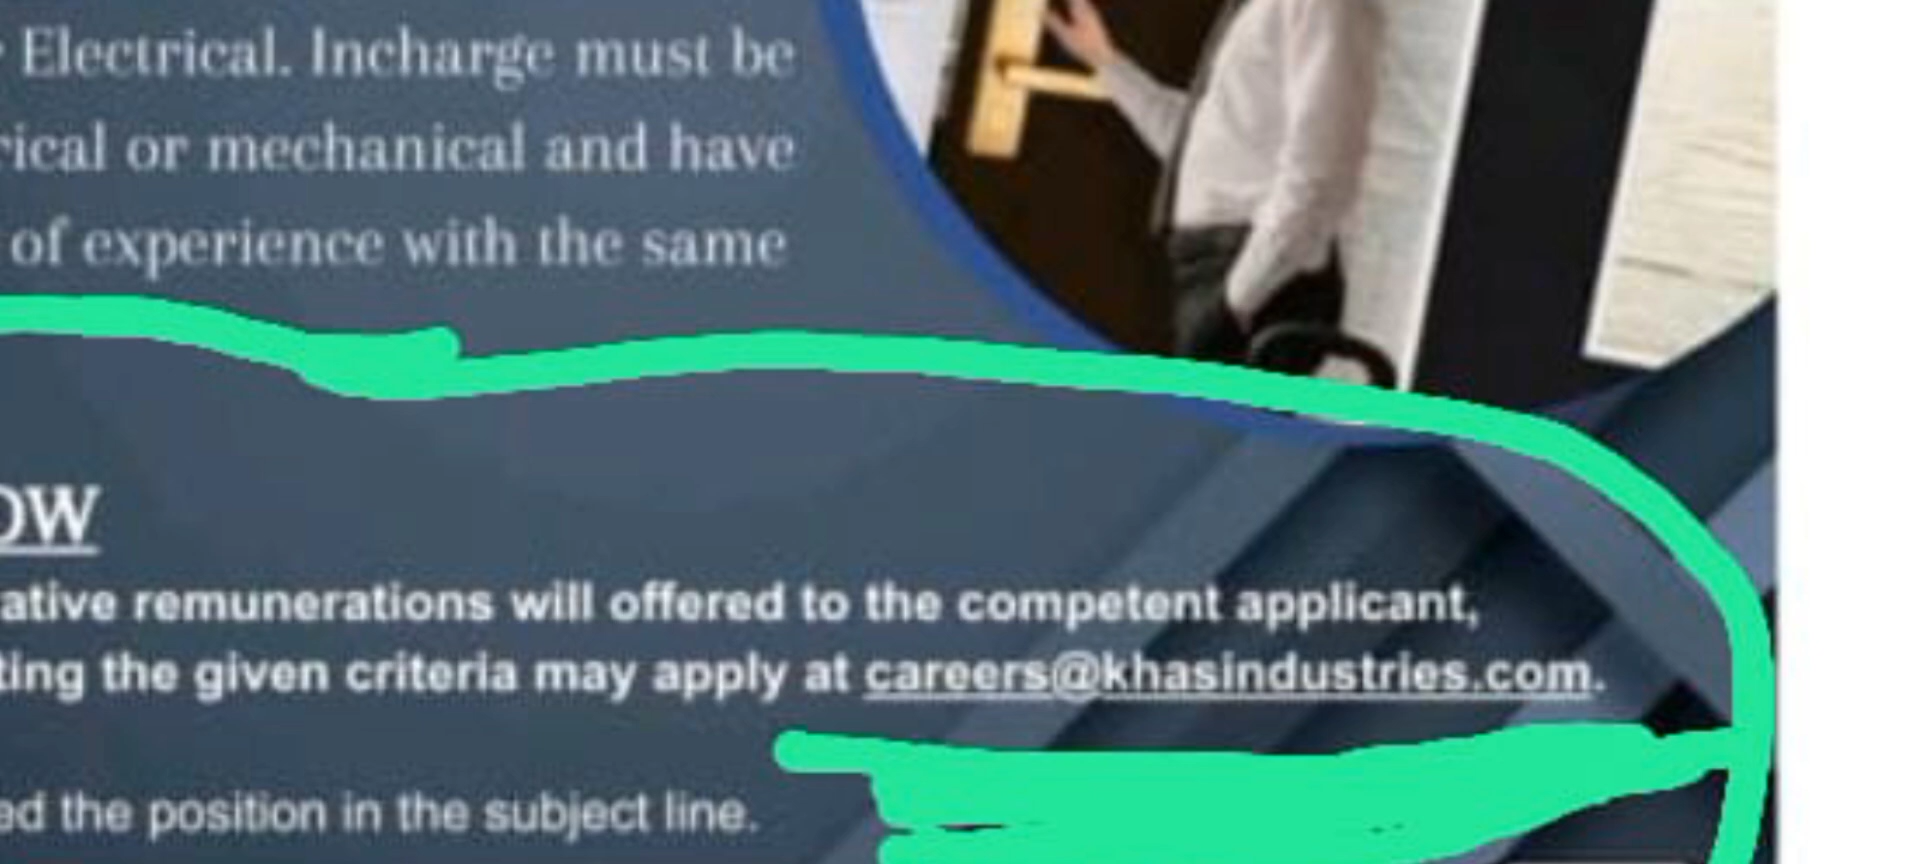 Electrical. Incharge must be
rical or mechanical and have
of experience with the same
OW
ative remunerations will offered to the competent applicant,
ting the given criteria may apply at careers@khasindustries.com.
ed the position in the subject line.